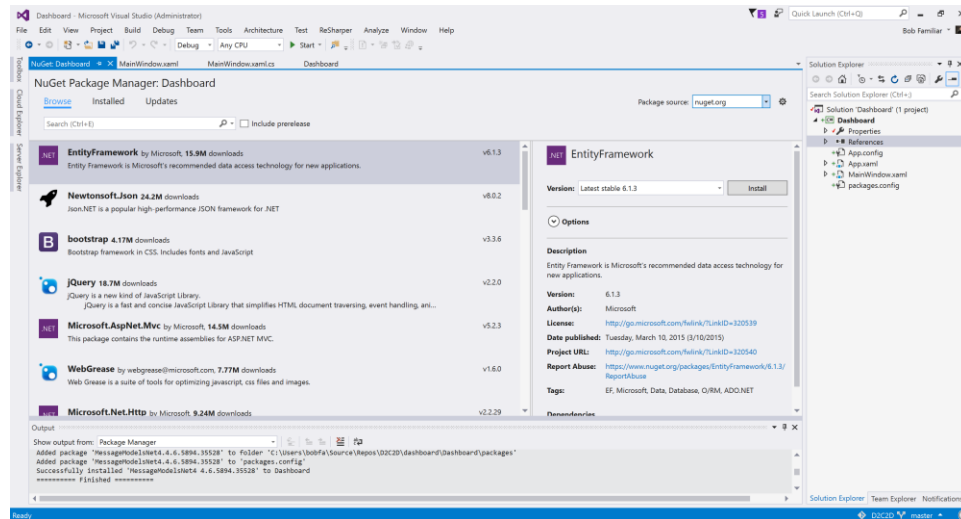 Dashboard - Microsoft Visual Studio (Administrator)
5
Quick Launch (Ctrl+Q)
File Edit View Project Build Debug Team Tools Architecture Test ReSharper Analyze Window Help
Bob Familiar
Debug Any CPU Start
Toolbox
Cloud Explorer
Server Explorer
NuGet: Dashboard MainWindow.xaml MainWindow.xaml.cs Dashboard
NuGet Package Manager: Dashboard
Browse Installed Updates
Package source: nuget.org
Search (Ctrl+E)
Include prerelease
.NET
EntityFramework by Microsoft, 15.9M downloads v6.1.3
Entity Framework is Microsoft's recommended data access technology for new applications.
Newtonsoft.Json 24.2M downloads v8.0.2
Json.NET is a popular high-performance JSON framework for .NET
B
bootstrap 4.17M downloads v3.3.6
Bootstrap framework in CSS. Includes fonts and JavaScript
jQuery 18.7M downloads v2.2.0
jQuery is a new kind of JavaScript Library.
jQuery is a fast and concise JavaScript Library that simplifies HTML document traversing, event handling, ani...
.NET
Microsoft.AspNet.Mvc by Microsoft, 14.5M downloads v5.2.3
This package contains the runtime assemblies for ASP.NET MVC.
WebGrease by webgrease@microsoft.com, 7.77M downloads v1.6.0
Web Grease is a suite of tools for optimizing javascript, css files and images.
.NET
Microsoft.Net.Http by Microsoft, 9.24M downloads v2.2.29
.NET
EntityFramework
Version: Latest stable 6.1.3 Install
Options
Description
Entity Framework is Microsoft's recommended data access technology for
new applications.
Version: 6.1.3
Author(s): Microsoft
License: http://go.microsoft.com/fwlink/?LinkID=320539
Date published: Tuesday, March 10, 2015 (3/10/2015)
Project URL: http://go.microsoft.com/fwlink/?LinkID=320540
Report Abuse: https://www.nuget.org/packages/EntityFramework/6.1.3/
ReportAbuse
Tags: EF, Microsoft, Data, Database, O/RM, ADO.NET
Dependencies
Solution Explorer
Search Solution Explorer (Ctrl+;)
Solution 'Dashboard' (1 project)
Dashboard
Properties
References
App.config
App.xaml
MainWindow.xaml
packages.config
Output
Show output from: Package Manager
Added package 'MessageModelsNet4.4.6.5894.35528' to folder 'C:\Users\bobfa\Source\Repos\D2C2D\dashboard\Dashboard\packages'
Added package 'MessageModelsNet4.4.6.5894.35528' to 'packages.config'
Successfully installed 'MessageModelsNet4 4.6.5894.35528' to Dashboard
========== Finished ==========
Solution Explorer Team Explorer Notifications
Ready
D2C2D master